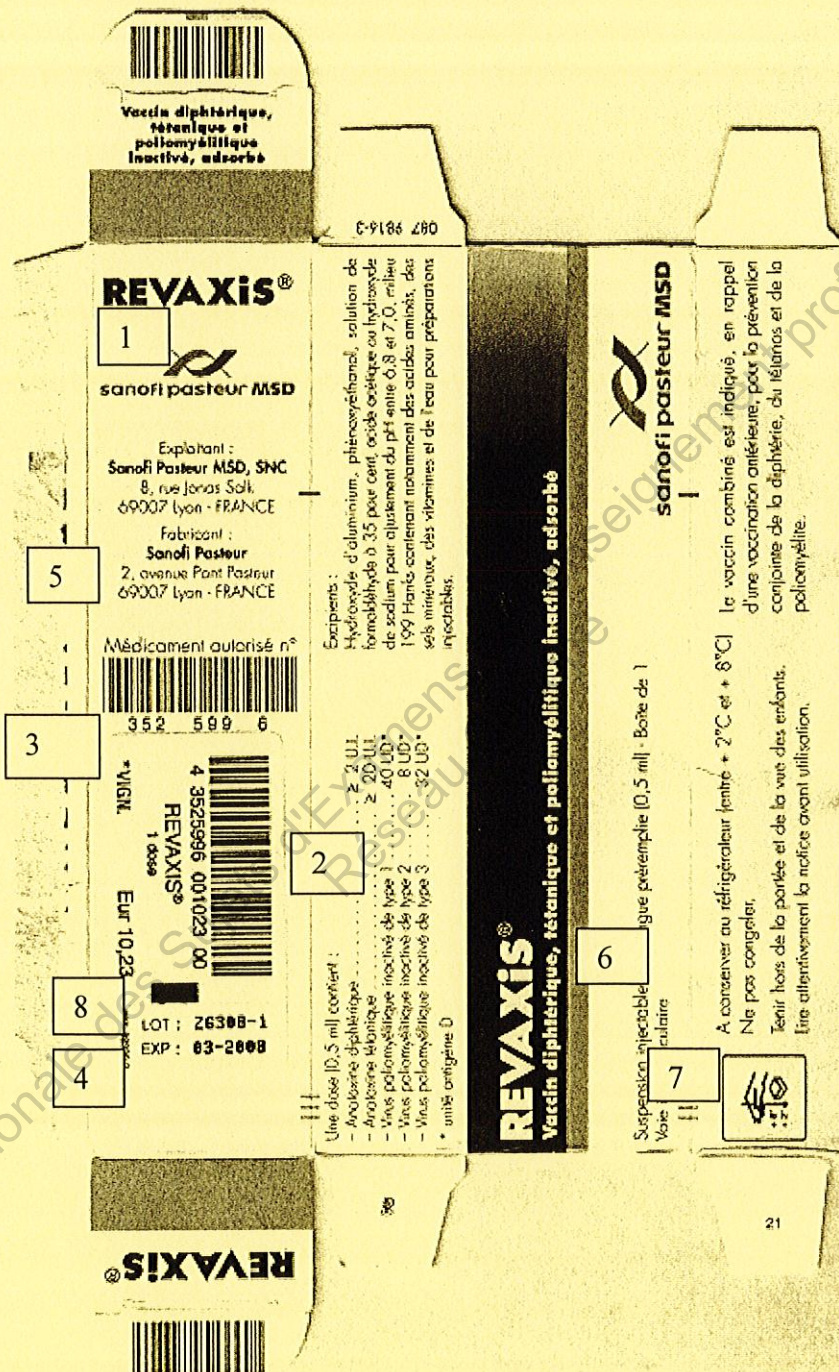 Vaccin diphtérique,
tétanique et
poliomyélitique
inactivé, adsorbé
REVAXiS®
1
sanofi pasteur MSD
Exploitant :
Sanofi Pasteur MSD, SNC
8, rue Jonas Salk
69007 Lyon - FRANCE
Fabricant :
Sanofi Pasteur
2, avenue Pont Pasteur
69007 Lyon - FRANCE
5
Médicament autorisé n°
352 599 6
3
*VIGN.
4 3525996 001023 00
REVAXIS®
1 dose
Eur 10,23
8
LOT : Z6308-1
EXP : 03-2008
4
REVAXiS®
087 9816-3
Une dose (0,5 ml) contient :
- Anatoxine diphtérique ≥ 2 U.I.
- Anatoxine tétanique ≥ 20 U.I.
- Virus poliomyélitique inactivé de type 1 40 UD*
- Virus poliomyélitique inactivé de type 2 8 UD*
- Virus poliomyélitique inactivé de type 3 32 UD*
* unité antigène D
2
Excipients :
Hydroxyde d'aluminium, phénoxyéthanol, solution de
formaldéhyde à 35 pour cent, acide acétique ou hydroxyde
de sodium pour ajustement du pH entre 6,8 et 7,0, milieu
199 Hanks contenant notamment des acides aminés, des
sels minéraux, des vitamines et de l'eau pour préparations
injectables.
REVAXiS®
Vaccin diphtérique, tétanique et poliomyélitique inactivé, adsorbé
6
Suspension injectable préremplie (0,5 ml) - Boîte de 1
Voie
sanofi pasteur MSD
7
A conserver au réfrigérateur (entre + 2°C et + 8°C)
Ne pas congeler.
Tenir hors de la portée et de la vue des enfants.
Lire attentivement la notice avant utilisation.
Le vaccin combiné est indiqué, en rappel
d'une vaccination antérieure, pour la prévention
conjointe de la diphtérie, du tétanos et de la
poliomyélite.
21